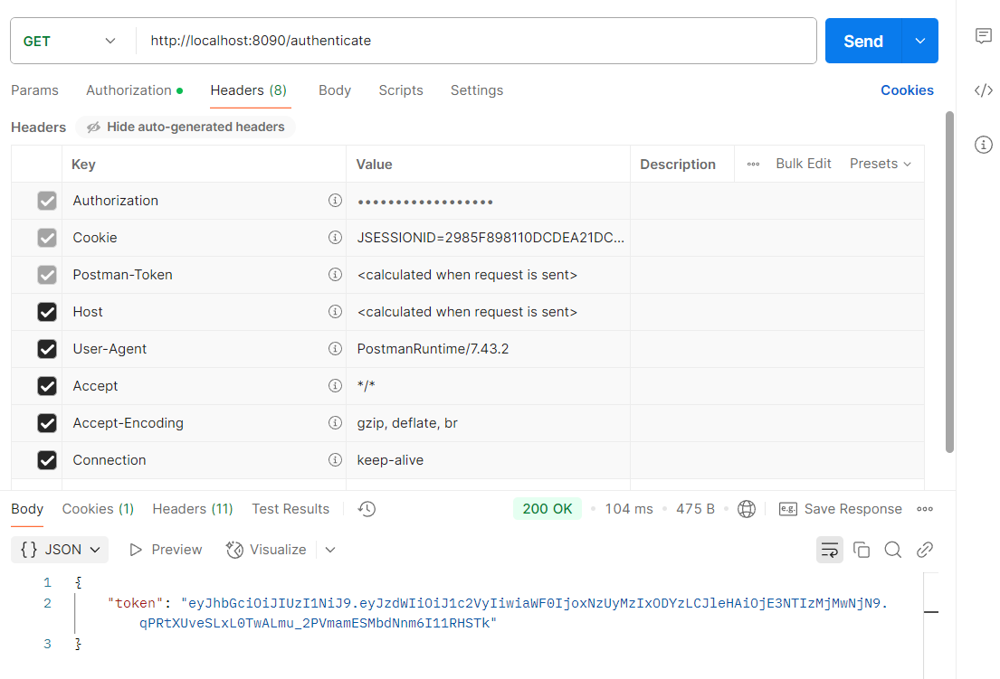 GET http://localhost:8090/authenticate Send
Params Authorization Headers (8) Body Scripts Settings Cookies
Headers Hide auto-generated headers
Key Value Description Bulk Edit Presets
Authorization ••••••••••••••••••
Cookie JSESSIONID=2985F898110DCDEA21DC...
Postman-Token <calculated when request is sent>
Host <calculated when request is sent>
User-Agent PostmanRuntime/7.43.2
Accept */*
Accept-Encoding gzip, deflate, br
Connection keep-alive
Body Cookies (1) Headers (11) Test Results 200 OK • 104 ms • 475 B • e.g. Save Response
{} JSON Preview Visualize
1 {
2 "token": "eyJhbGciOiJIUzI1NiJ9.eyJzdWIiOiJ1c2VyIiwiaWF0IjoxNzUyMzIxODYzLCJleHAiOjE3NTIzMjMwNjN9.
qPRtXUveSLxL0TwALmu_2PVmamESMbdNnm6I11RHSTk"
3 }